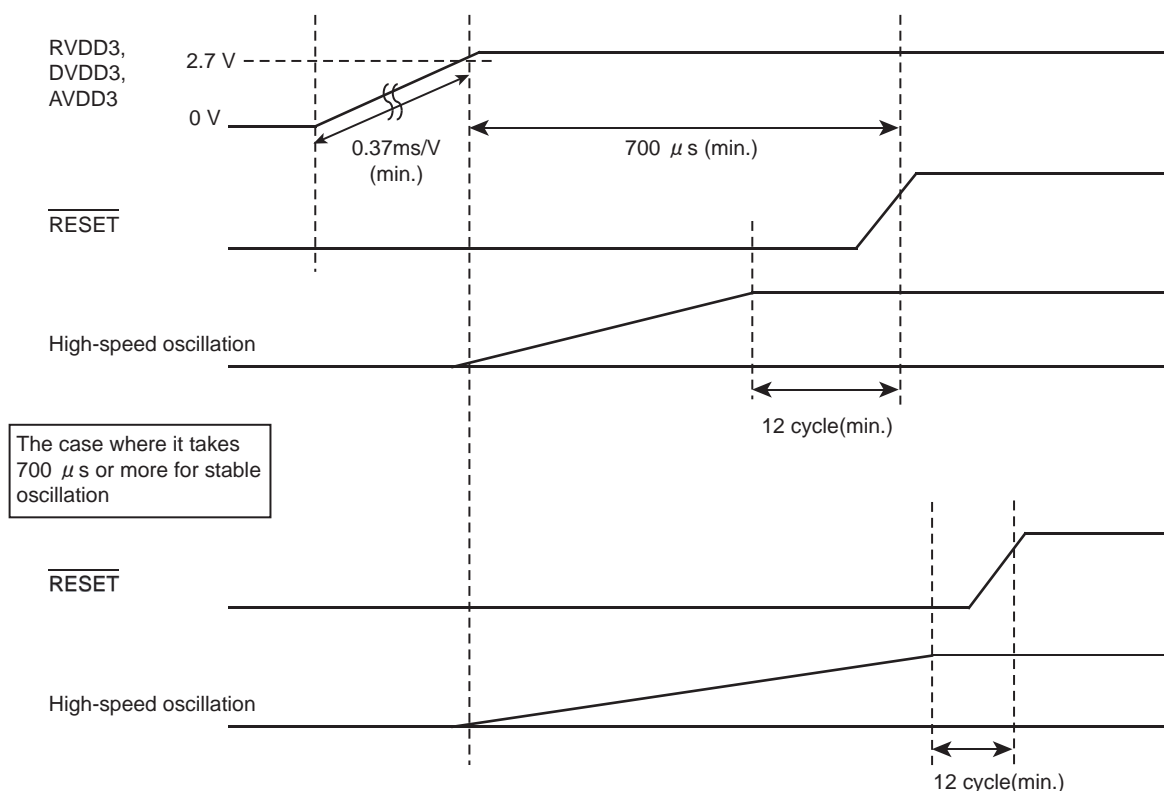 RVDD3,
DVDD3,
AVDD3
2.7 V
0 V
0.37ms/V
(min.)
700 μs (min.)
RESET
High-speed oscillation
12 cycle(min.)
The case where it takes
700 μs or more for stable
oscillation
RESET
High-speed oscillation
12 cycle(min.)